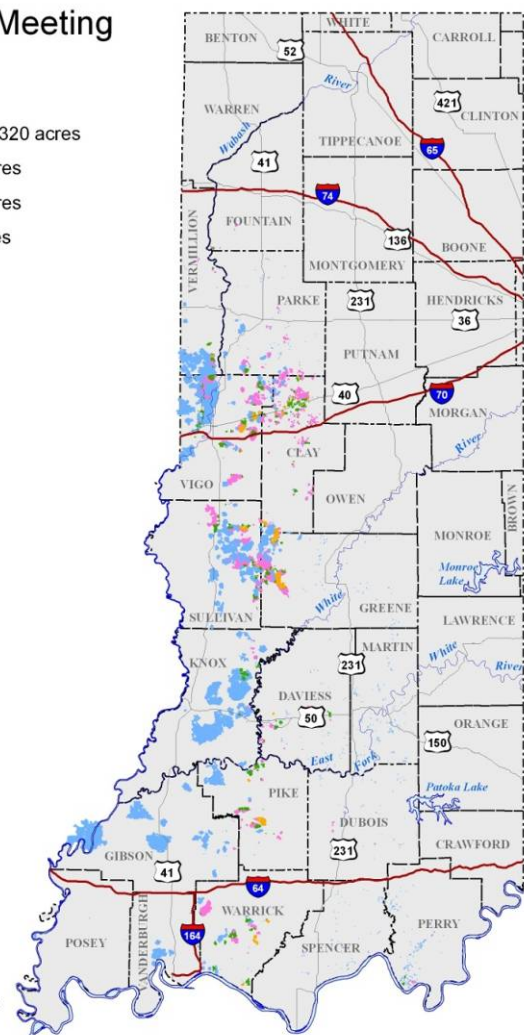 Meeting
320 acres
res
res
es
WHITE
BENTON
CARROLL
52
River
WARREN
421
CLINTON
Wabash
TIPPECANOE
65
41
74
FOUNTAIN
136
BOONE
VERMILLION
MONTGOMERY
PARKE
231
HENDRICKS
36
PUTNAM
40
70
MORGAN
CLAY
River
VIGO
OWEN
BROWN
MONROE
Monroe
Lake
White
GREENE
SULLIVAN
LAWRENCE
MARTIN
White
KNOX
231
River
DAVIESS
50
ORANGE
150
East
Fork
PIKE
Patoka Lake
DUBOIS
231
GIBSON
CRAWFORD
41
64
WARRICK
PERRY
POSEY
VANDERBURGH
164
SPENCER